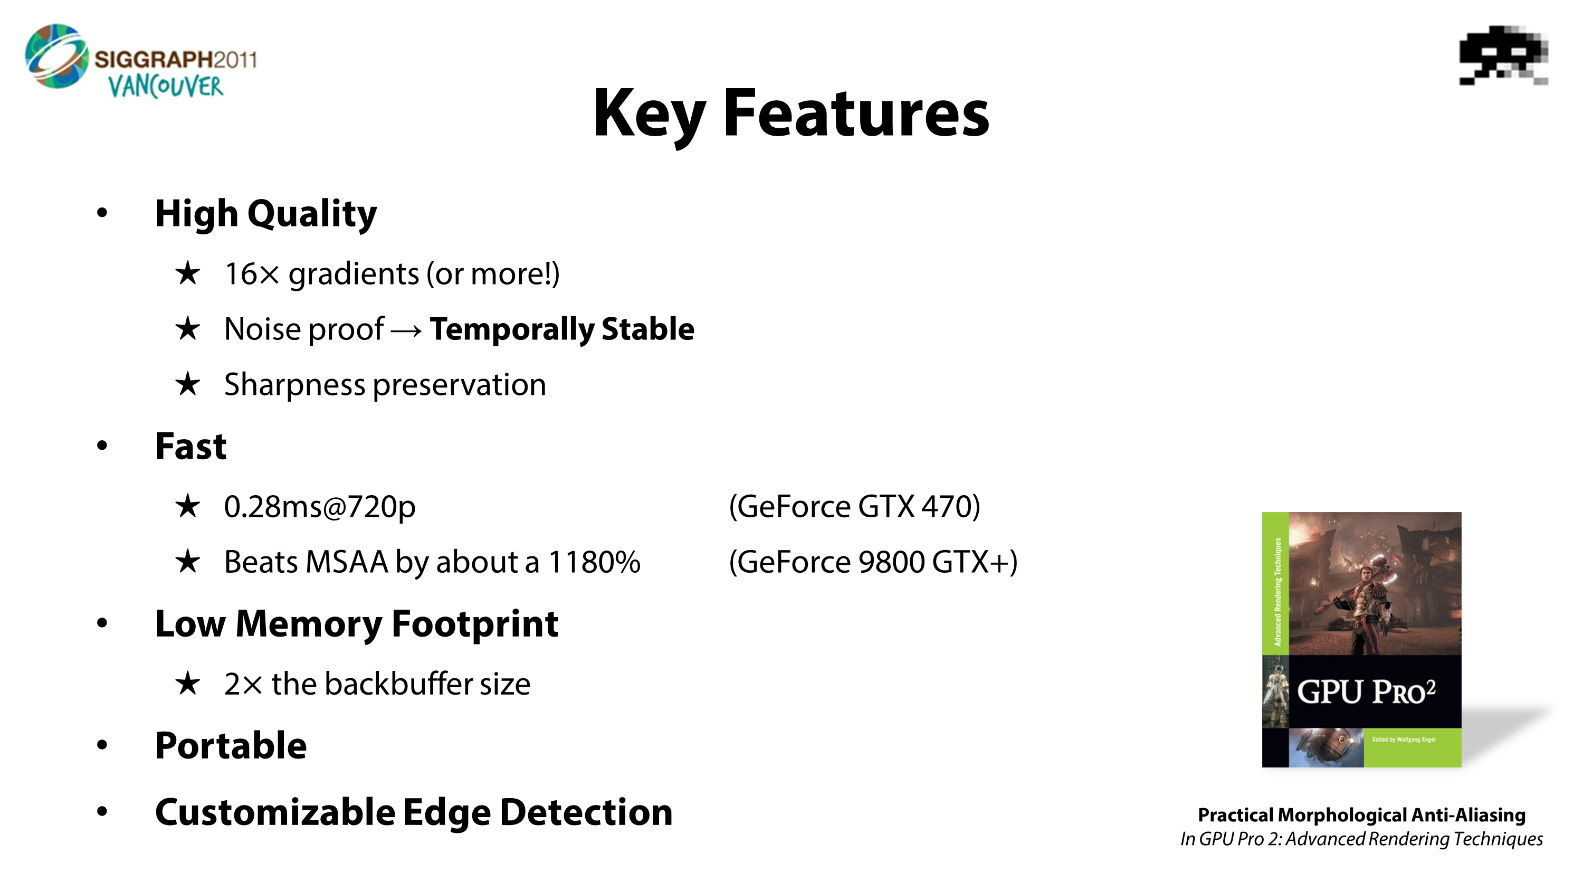 SIGGRAPH2011
VANCOUVER
Key Features
• High Quality
★ 16× gradients (or more!)
★ Noise proof → Temporally Stable
★ Sharpness preservation
• Fast
★ 0.28ms@720p (GeForce GTX 470)
★ Beats MSAA by about a 1180% (GeForce 9800 GTX+)
• Low Memory Footprint
★ 2× the backbuffer size
• Portable
• Customizable Edge Detection
Advanced Rendering Techniques
GPU PRO²
Edited by Wolfgang Engel
Practical Morphological Anti-Aliasing
In GPU Pro 2: Advanced Rendering Techniques